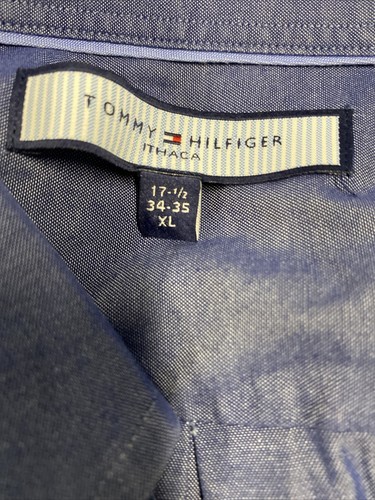 TOMMY HILFIGER
ITHACA
17-1/2
34-35
XL